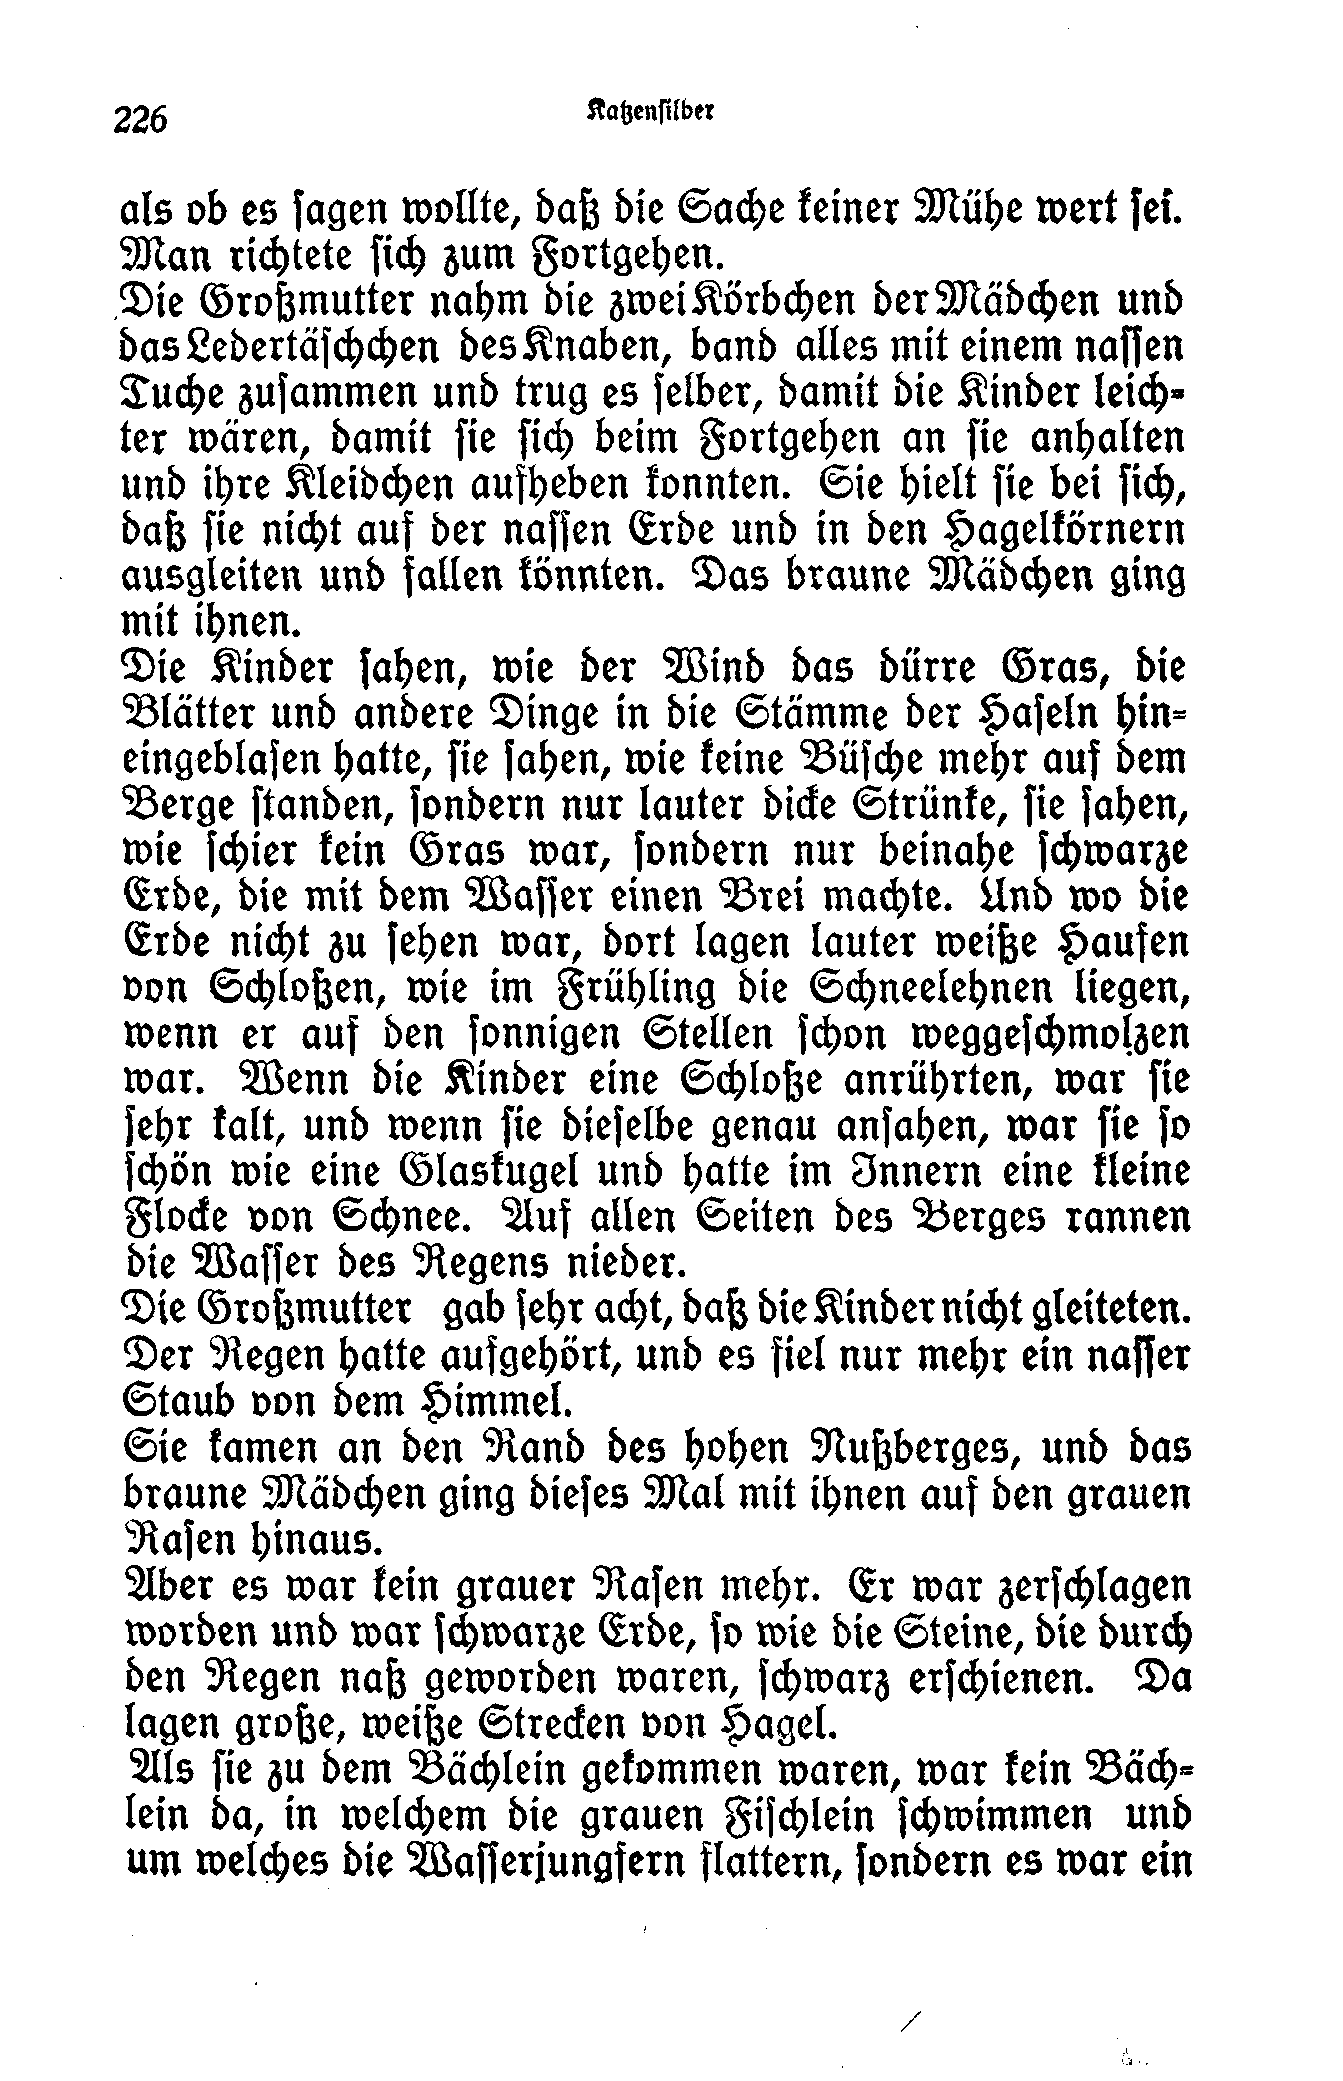 226
Katzensilber
als ob es sagen wollte, daß die Sache keiner Mühe wert sei.
Man richtete sich zum Fortgehen.
Die Großmutter nahm die zwei Körbchen der Mädchen und
das Ledertäschchen des Knaben, band alles mit einem nassen
Tuche zusammen und trug es selber, damit die Kinder leich-
ter wären, damit sie sich beim Fortgehen an sie anhalten
und ihre Kleidchen aufheben konnten. Sie hielt sie bei sich,
daß sie nicht auf der nassen Erde und in den Hagelkörnern
ausgleiten und fallen könnten. Das braune Mädchen ging
mit ihnen.
Die Kinder sahen, wie der Wind das dürre Gras, die
Blätter und andere Dinge in die Stämme der Haseln hin-
eingeblasen hatte, sie sahen, wie keine Büsche mehr auf dem
Berge standen, sondern nur lauter dicke Strünke, sie sahen,
wie schier kein Gras war, sondern nur beinahe schwarze
Erde, die mit dem Wasser einen Brei machte. Und wo die
Erde nicht zu sehen war, dort lagen lauter weiße Haufen
von Schloßen, wie im Frühling die Schneelehnen liegen,
wenn er auf den sonnigen Stellen schon weggeschmolzen
war. Wenn die Kinder eine Schloße anrührten, war sie
sehr kalt, und wenn sie dieselbe genau ansahen, war sie so
schön wie eine Glaskugel und hatte im Innern eine kleine
Flocke von Schnee. Auf allen Seiten des Berges rannen
die Wasser des Regens nieder.
Die Großmutter gab sehr acht, daß die Kinder nicht gleiteten.
Der Regen hatte aufgehört, und es fiel nur mehr ein nasser
Staub von dem Himmel.
Sie kamen an den Rand des hohen Nußberges, und das
braune Mädchen ging dieses Mal mit ihnen auf den grauen
Rasen hinaus.
Aber es war kein grauer Rasen mehr. Er war zerschlagen
worden und war schwarze Erde, so wie die Steine, die durch
den Regen naß geworden waren, schwarz erschienen. Da
lagen große, weiße Strecken von Hagel.
Als sie zu dem Bächlein gekommen waren, war kein Bäch-
lein da, in welchem die grauen Fischlein schwimmen und
um welches die Wasserjungfern flattern, sondern es war ein